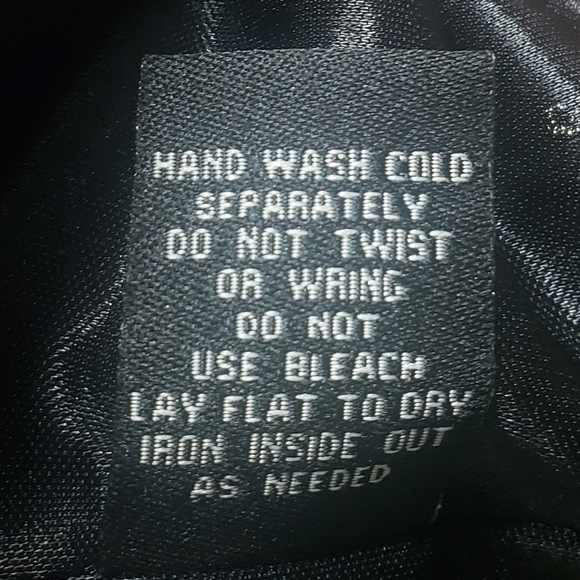 HAND WASH COLD
SEPARATELY
DO NOT TWIST
OR WRING
DO NOT
USE BLEACH
LAY FLAT TO DRY
IRON INSIDE OUT
AS NEEDED